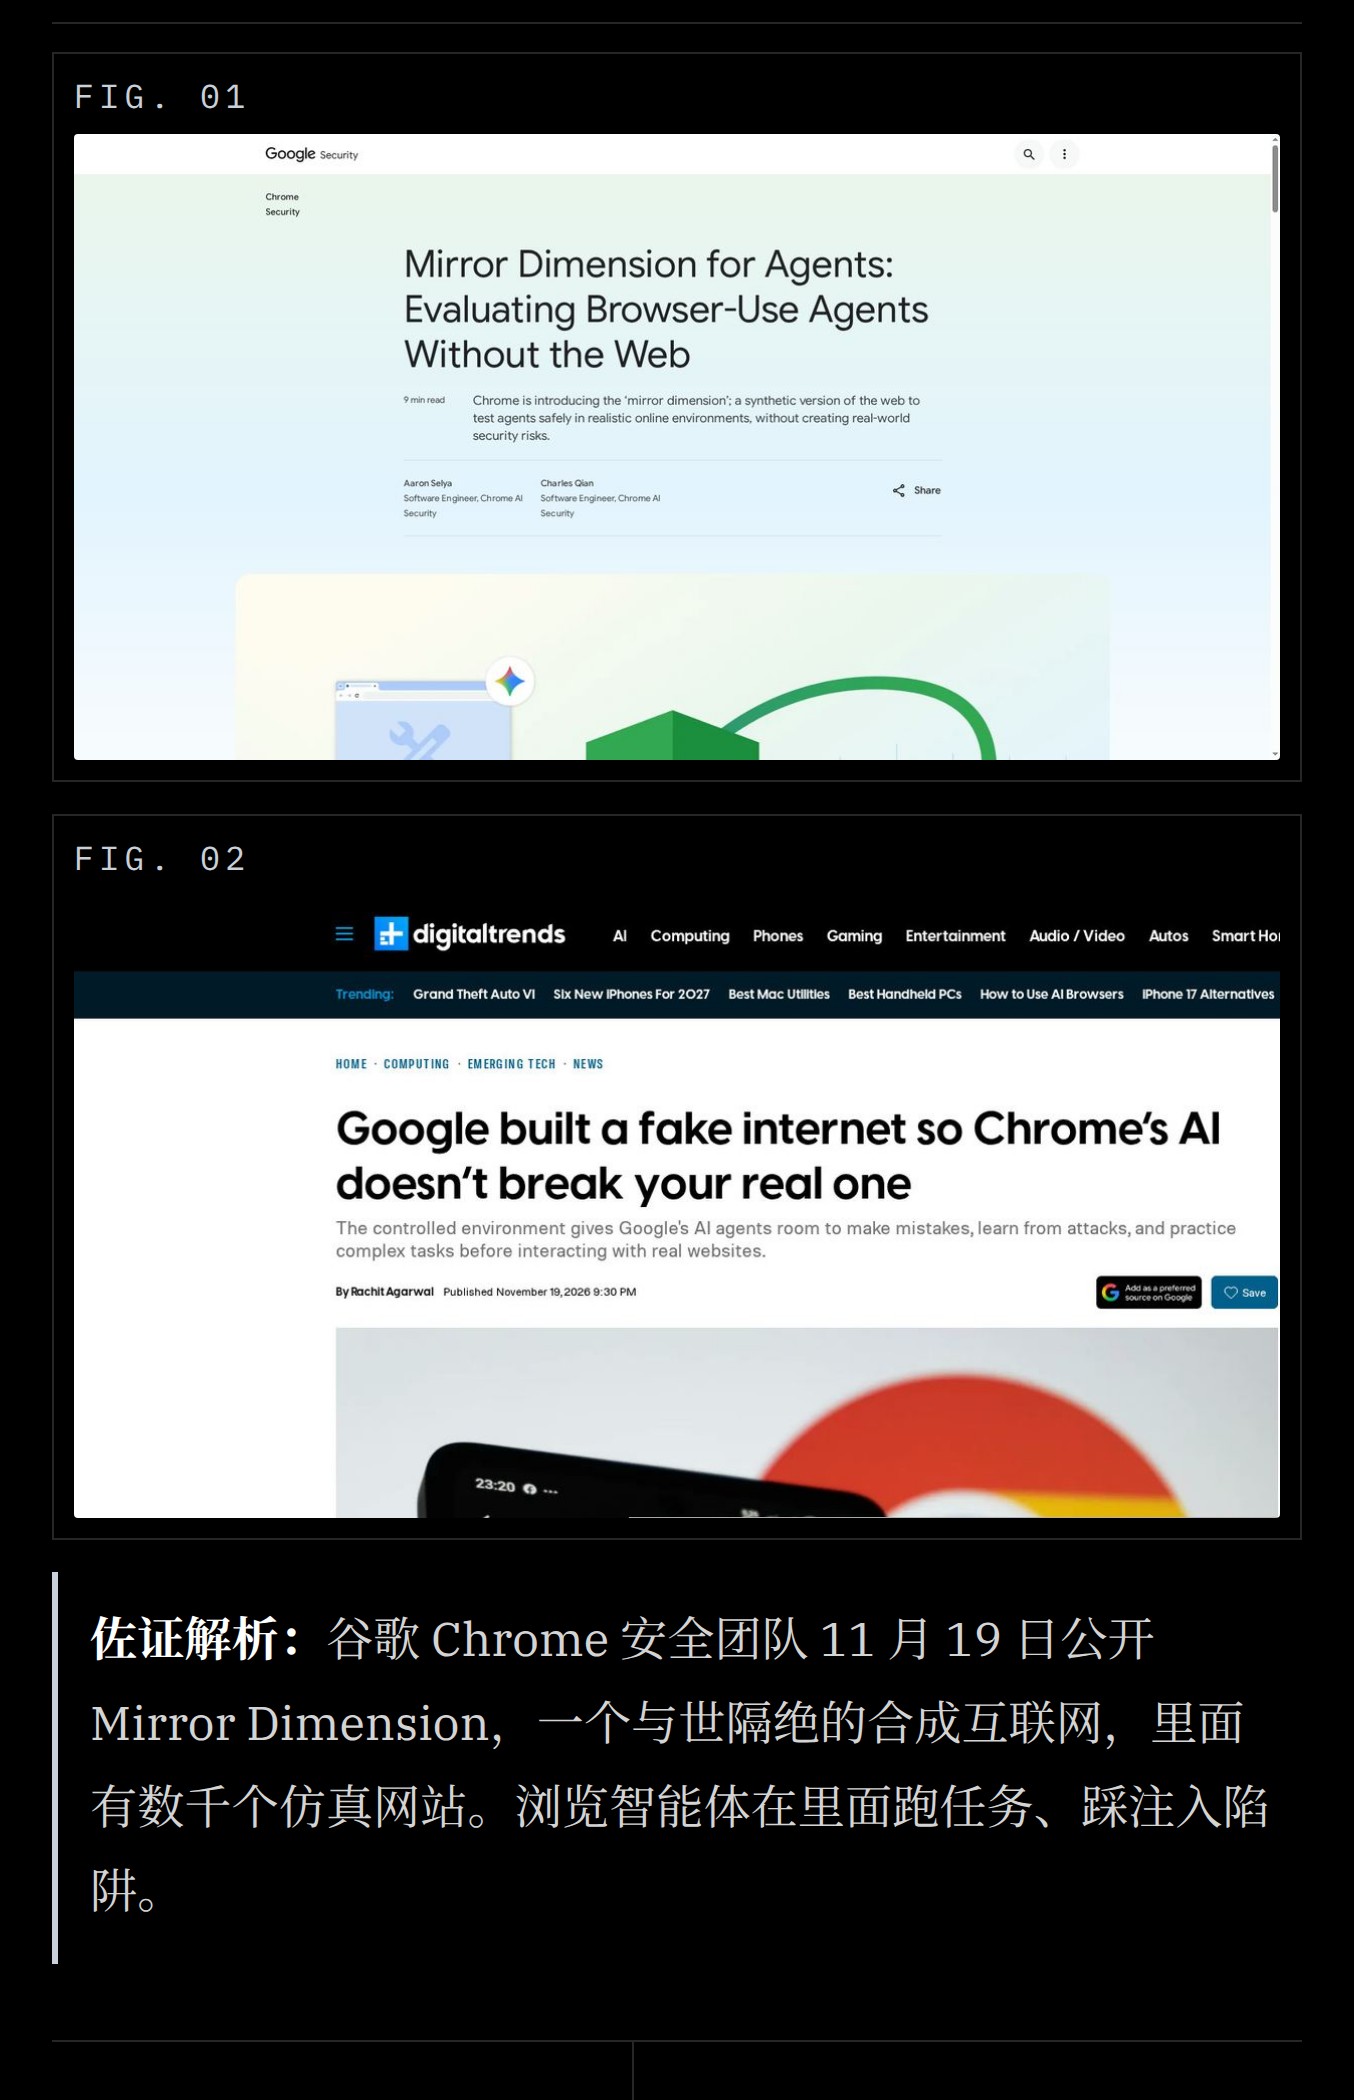 FIG. 01
Google Security
Chrome
Security
Mirror Dimension for Agents:
Evaluating Browser-Use Agents
Without the Web
9 min read
Chrome is introducing the 'mirror dimension'; a synthetic version of the web to
test agents safely in realistic online environments, without creating real-world
security risks.
Aaron Selya
Software Engineer, Chrome AI
Security
Charles Qian
Software Engineer, Chrome AI
Security
Share
FIG. 02
digitaltrends AI Computing Phones Gaming Entertainment Audio / Video Autos Smart Hor
Trending: Grand Theft Auto VI Six New IPhones For 2027 Best Mac Utilities Best Handheld PCs How to Use AI Browsers iPhone 17 Alternatives
HOME · COMPUTING · EMERGING TECH · NEWS
Google built a fake internet so Chrome's AI
doesn't break your real one
The controlled environment gives Google's AI agents room to make mistakes, learn from attacks, and practice
complex tasks before interacting with real websites.
By Rachit Agarwal Published November 19, 2026 9:30 PM
Add as a preferred
source on Google
Save
23:20
佐证解析：谷歌 Chrome 安全团队 11 月 19 日公开
Mirror Dimension，一个与世隔绝的合成互联网，里面
有数千个仿真网站。浏览智能体在里面跑任务、踩注入陷
阱。